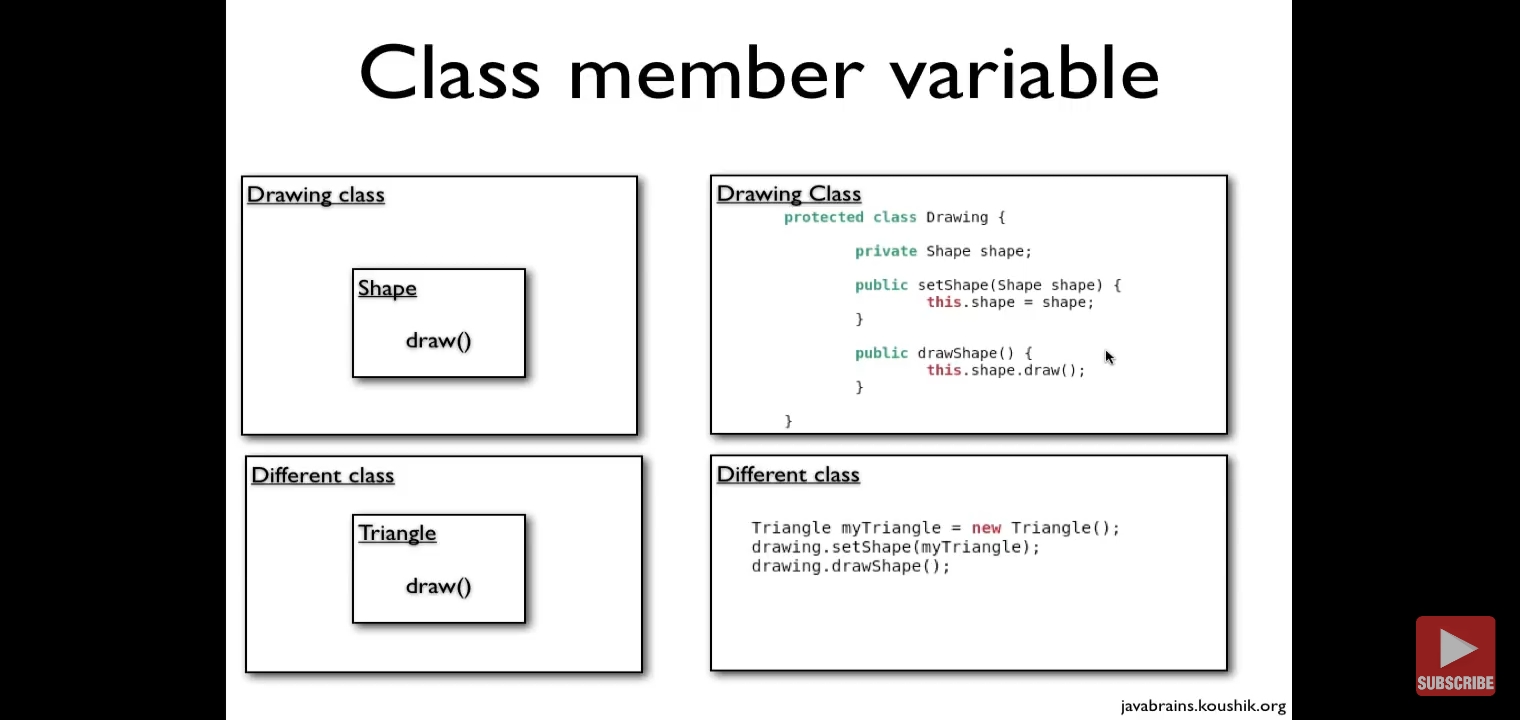 Class member variable
Drawing class
Shape
draw()
Drawing Class
protected class Drawing {
private Shape shape;
public setShape(Shape shape) {
this.shape = shape;
}
public drawShape() {
this.shape.draw();
}
}
Different class
Triangle
draw()
Different class
Triangle myTriangle = new Triangle();
drawing.setShape(myTriangle);
drawing.drawShape();
SUBSCRIBE
javabrains.koushik.org